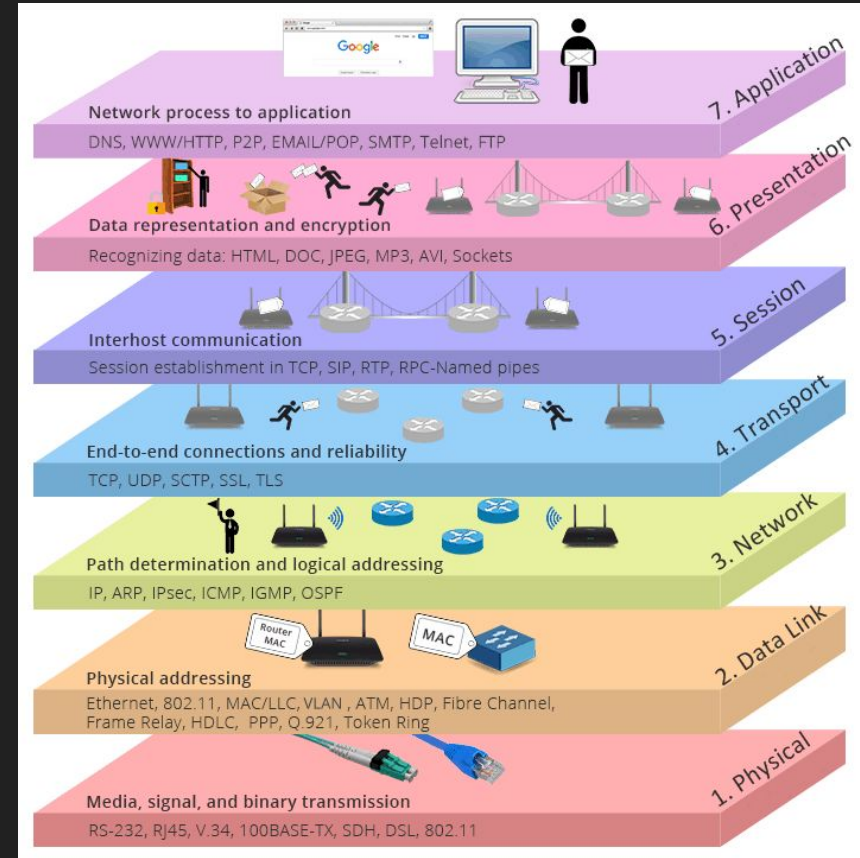 Google
7. Application
Network process to application
DNS, WWW/HTTP, P2P, EMAIL/POP, SMTP, Telnet, FTP
6. Presentation
Data representation and encryption
Recognizing data: HTML, DOC, JPEG, MP3, AVI, Sockets
5. Session
Interhost communication
Session establishment in TCP, SIP, RTP, RPC-Named pipes
4. Transport
End-to-end connections and reliability
TCP, UDP, SCTP, SSL, TLS
3. Network
Path determination and logical addressing
IP, ARP, IPsec, ICMP, IGMP, OSPF
Router
MAC
MAC
2. Data Link
Physical addressing
Ethernet, 802.11, MAC/LLC, VLAN , ATM, HDP, Fibre Channel,
Frame Relay, HDLC, PPP, Q.921, Token Ring
1. Physical
Media, signal, and binary transmission
RS-232, RJ45, V.34, 100BASE-TX, SDH, DSL, 802.11